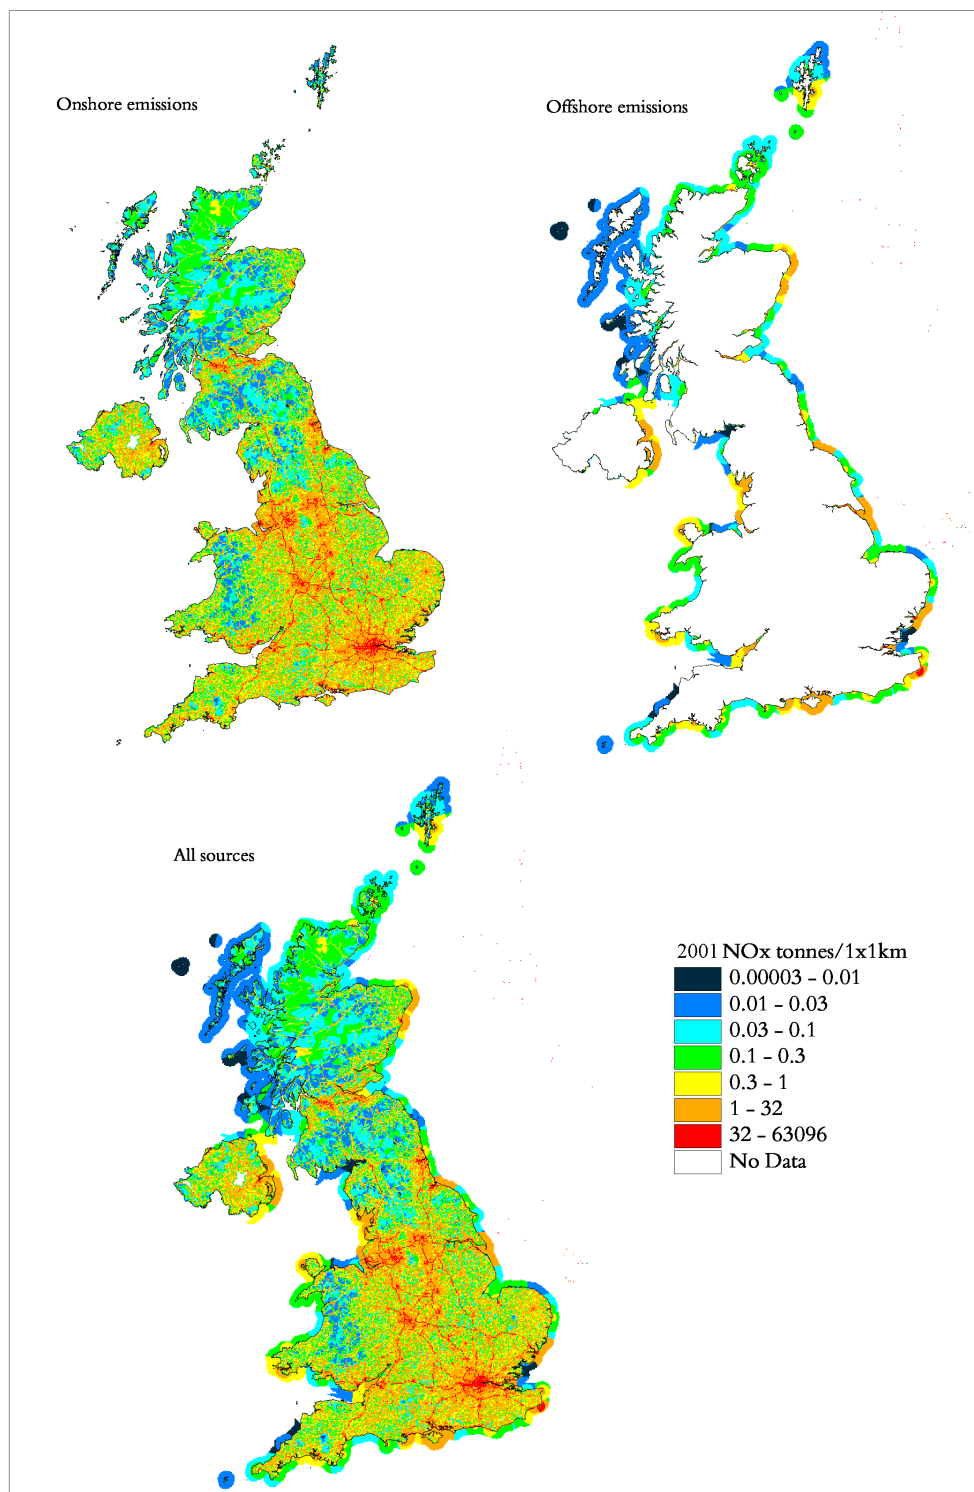 Onshore emissions
Offshore emissions
All sources
2001 NOx tonnes/1x1km
0.00003 – 0.01
0.01 – 0.03
0.03 – 0.1
0.1 – 0.3
0.3 – 1
1 – 32
32 – 63096
No Data